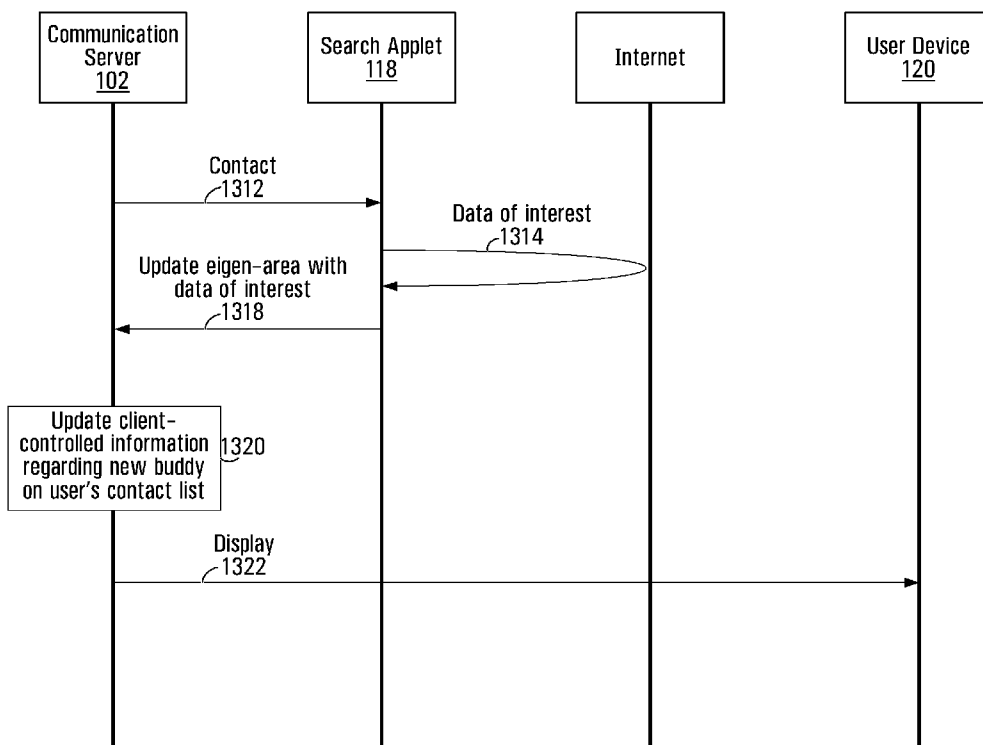 Communication
Server
102
Search Applet
118
Internet
User Device
120
Contact
1312
Data of interest
1314
Update eigen-area with
data of interest
1318
Update client-
controlled information
regarding new buddy
on user's contact list
1320
Display
1322